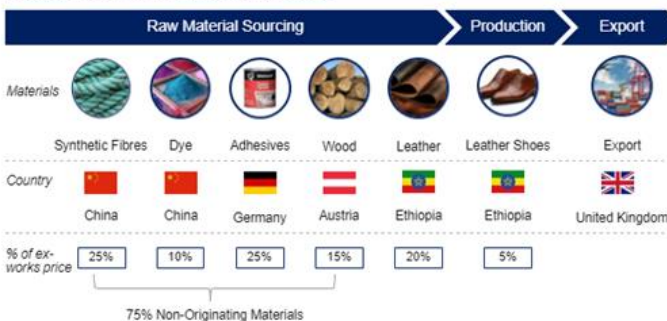 Raw Material Sourcing Production Export
Materials
Synthetic Fibres Dye Adhesives Wood Leather Leather Shoes Export
Country
China China Germany Austria Ethiopia Ethiopia United Kingdom
% of ex-
works price 25% 10% 25% 15% 20% 5%
75% Non-Originating Materials